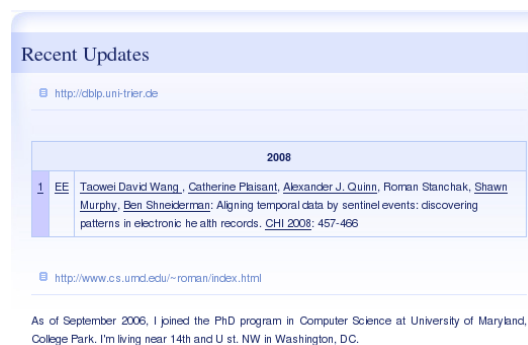 Recent Updates
http://dblp.uni-trier.de
2008
1 EE Taowei David Wang , Catherine Plaisant, Alexander J. Quinn, Roman Stanchak, Shawn
Murphy, Ben Shneiderman: Aligning temporal data by sentinel events: discovering
patterns in electronic he alth records. CHI 2008: 457-466
http://www.cs.umd.edu/~roman/index.html
As of September 2006, I joined the PhD program in Computer Science at University of Maryland,
College Park. I'm living near 14th and U st. NW in Washington, DC.